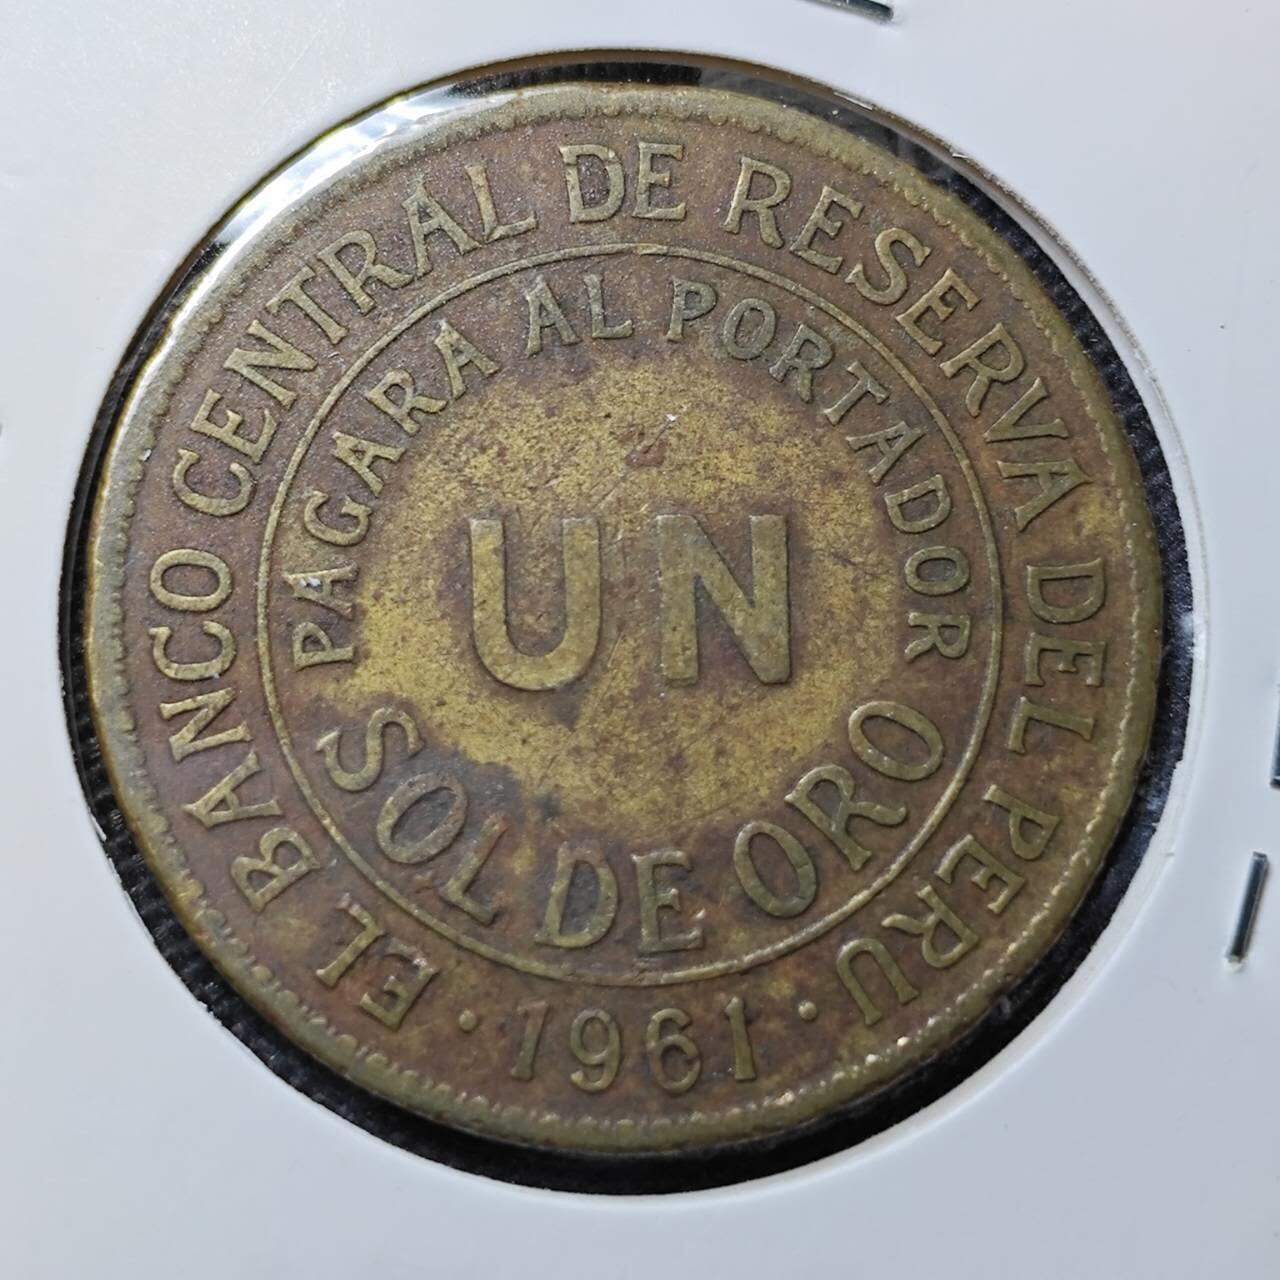 EL BANCO CENTRAL DE RESERVA DEL PERU
PAGARA AL PORTADOR
UN
SOL DE ORO
· 1961 ·